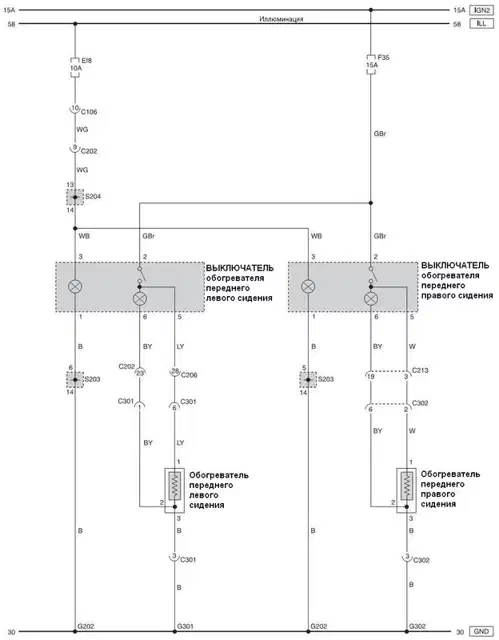 15A 15A IGN2
Иллюминация
58 58 ILL
Ef8 F35
10A 15A
10 C106
WG GBr
9 C202
WG
13
S204
14
WB GBr WB GBr
3 2 3 2
ВЫКЛЮЧАТЕЛЬ
обогревателя
переднего
левого сидения
ВЫКЛЮЧАТЕЛЬ
обогревателя
переднего
правого сидения
1 6 5 1 6 5
B BY LY B BY W
6 C202 23 28 C206 5 19 3 C213
S203 S203
14 C301 1 6 C301 14 6 2 C302
BY LY BY W
1 1
Обогреватель
переднего
левого
сидения
Обогреватель
переднего
правого
сидения
2 2
3 3
B B B B
3 C301 3 C302
B B
G202 G301 G202 G302
30 30 GND